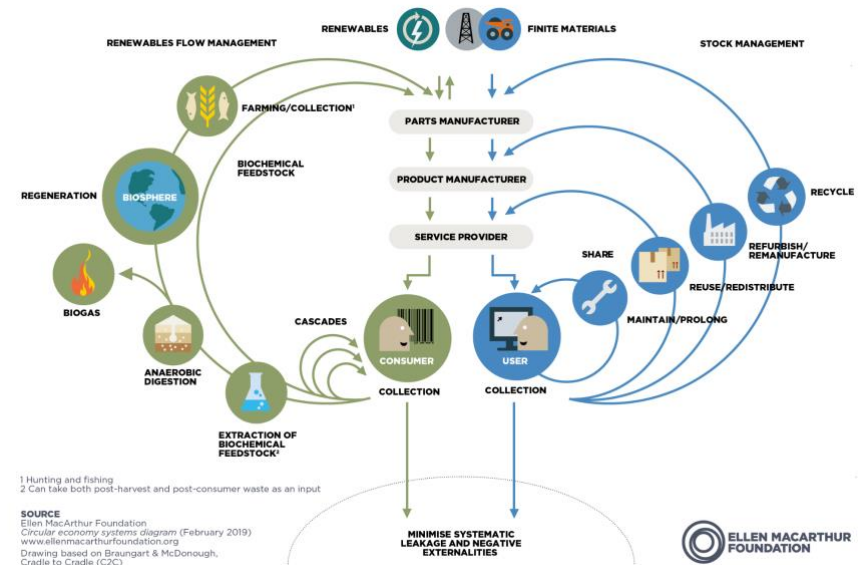 RENEWABLES
FINITE MATERIALS
RENEWABLES FLOW MANAGEMENT
STOCK MANAGEMENT
FARMING/COLLECTION¹
PARTS MANUFACTURER
BIOCHEMICAL
FEEDSTOCK
PRODUCT MANUFACTURER
REGENERATION
BIOSPHERE
RECYCLE
SERVICE PROVIDER
SHARE
REFURBISH/
REMANUFACTURE
REUSE/REDISTRIBUTE
BIOGAS
CASCADES
MAINTAIN/PROLONG
CONSUMER
USER
ANAEROBIC
DIGESTION
COLLECTION
COLLECTION
EXTRACTION OF
BIOCHEMICAL
FEEDSTOCK²
1 Hunting and fishing
2 Can take both post-harvest and post-consumer waste as an input
SOURCE
Ellen MacArthur Foundation
Circular economy systems diagram (February 2019)
www.ellenmacarthurfoundation.org
Drawing based on Braungart & McDonough,
Cradle to Cradle (C2C)
MINIMISE SYSTEMATIC
LEAKAGE AND NEGATIVE
EXTERNALITIES
ELLEN MACARTHUR
FOUNDATION